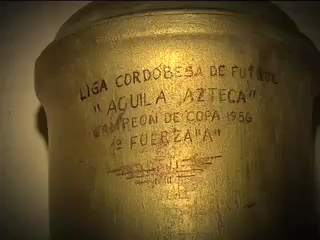 LIGA CORDOBESA DE FUTBOL
"AGUILA AZTECA"
CAMPEON DE COPA 1986
1ª FUERZA "A"